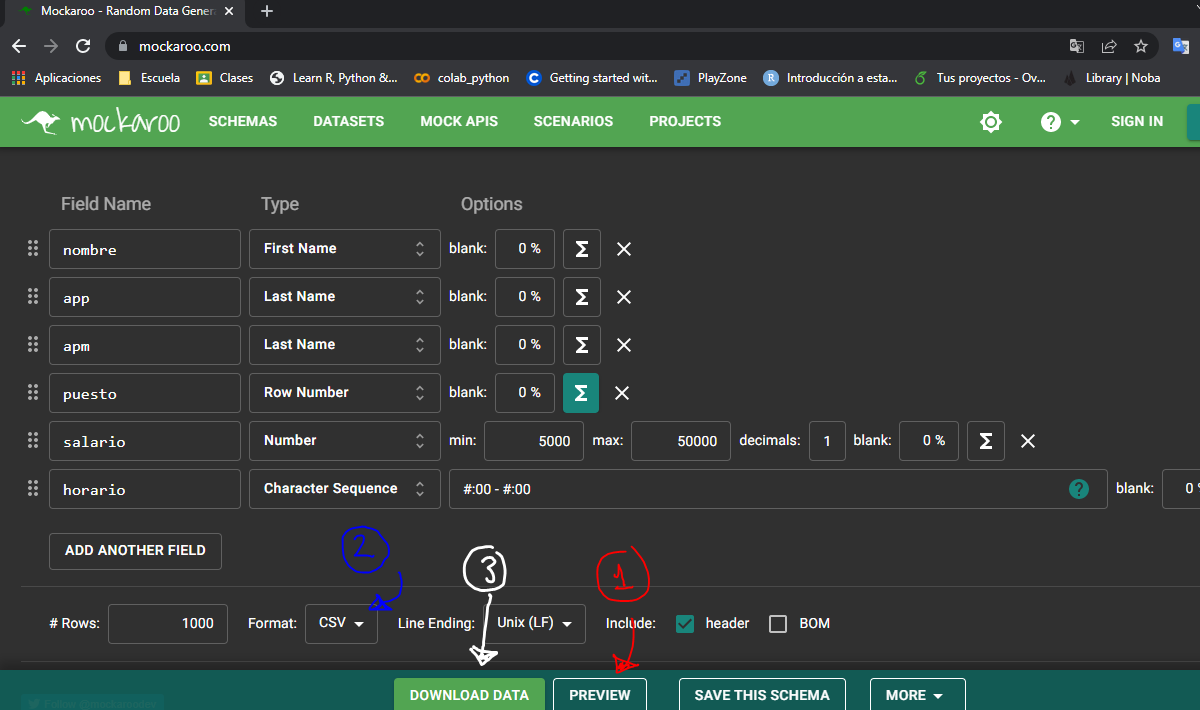 Mockaroo - Random Data Gener
mockaroo.com
Aplicaciones Escuela Clases Learn R, Python &... colab_python Getting started wit... PlayZone Introducción a esta... Tus proyectos - Ov... Library | Noba
mockaroo SCHEMAS DATASETS MOCK APIS SCENARIOS PROJECTS ? SIGN IN
Field Name Type Options
nombre First Name blank: 0 % Σ
app Last Name blank: 0 % Σ
apm Last Name blank: 0 % Σ
puesto Row Number blank: 0 % Σ
salario Number min: 5000 max: 50000 decimals: 1 blank: 0 % Σ
horario Character Sequence #:00 - #:00 ? blank: 0 %
ADD ANOTHER FIELD
2 3 1
# Rows: 1000 Format: CSV Line Ending: Unix (LF) Include: header BOM
DOWNLOAD DATA PREVIEW SAVE THIS SCHEMA MORE